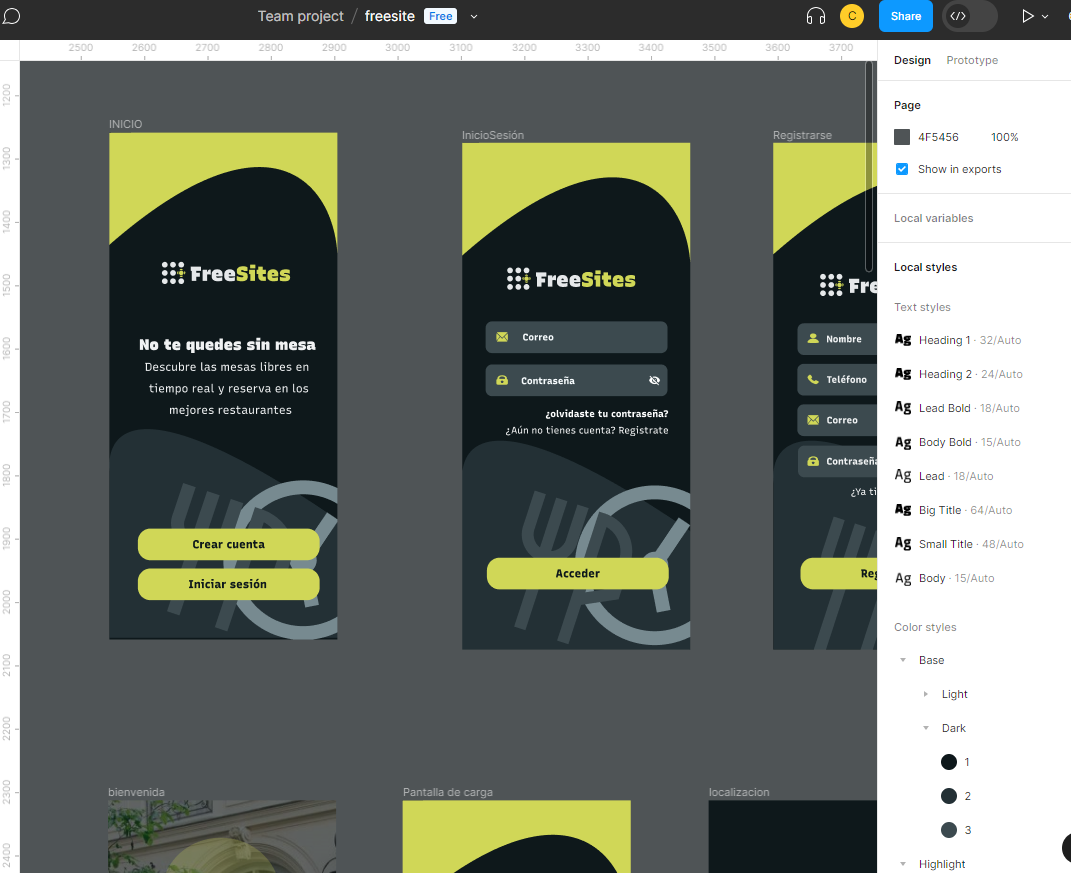 Team project / freesite Free
C
Share
2500 2600 2700 2800 2900 3000 3100 3200 3300 3400 3500 3600 3700
1200
1300
1400
1500
1600
1700
1800
1900
2000
2100
2200
2300
2400
INICIO
FreeSites
No te quedes sin mesa
Descubre las mesas libres en
tiempo real y reserva en los
mejores restaurantes
Crear cuenta
Iniciar sesión
InicioSesión
FreeSites
Correo
Contraseña
¿olvidaste tu contraseña?
¿Aún no tienes cuenta? Registrate
Acceder
Registrarse
Fre
Nombre
Teléfono
Correo
Contraseña
¿Ya ti
Reg
bienvenida
Pantalla de carga
localizacion
Design Prototype
Page
4F5456 100%
Show in exports
Local variables
Local styles
Text styles
Ag Heading 1 · 32/Auto
Ag Heading 2 · 24/Auto
Ag Lead Bold · 18/Auto
Ag Body Bold · 15/Auto
Ag Lead · 18/Auto
Ag Big Title · 64/Auto
Ag Small Title · 48/Auto
Ag Body · 15/Auto
Color styles
Base
Light
Dark
1
2
3
Highlight